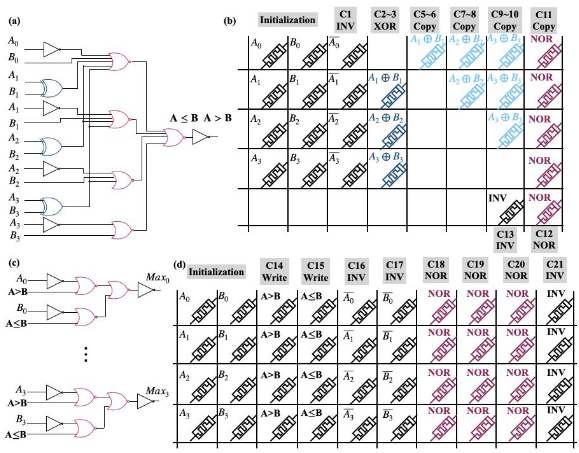 (a)
A0
B0
A1
B1
A1
B1
A2
B2
A2
B2
A3
B3
A3
B3
A ≤ B A > B
(b)
Initialization
C1 INV
C2~3 XOR
C5~6 Copy
C7~8 Copy
C9~10 Copy
C11 Copy
A0 B0 A̅0̅ A1 ⊕ B1 A2 ⊕ B2 A3 ⊕ B3 NOR
A1 B1 A̅1̅ A1 ⊕ B1 A2 ⊕ B2 A3 ⊕ B3 NOR
A2 B2 A̅2̅ A2 ⊕ B2 A3 ⊕ B3 NOR
A3 B3 A̅3̅ A3 ⊕ B3 NOR
INV NOR
C13 INV
C12 NOR
(c)
A0
A>B
B0
A≤B
Max0
A3
A>B
B3
A≤B
Max3
(d)
Initialization
C14 Write
C15 Write
C16 INV
C17 INV
C18 NOR
C19 NOR
C20 NOR
C21 INV
A0 B0 A>B A≤B A̅0̅ B̅0̅ NOR NOR NOR INV
A1 B1 A>B A≤B A̅1̅ B̅1̅ NOR NOR NOR INV
A2 B2 A>B A≤B A̅2̅ B̅2̅ NOR NOR NOR INV
A3 B3 A>B A≤B A̅3̅ B̅3̅ NOR NOR NOR INV